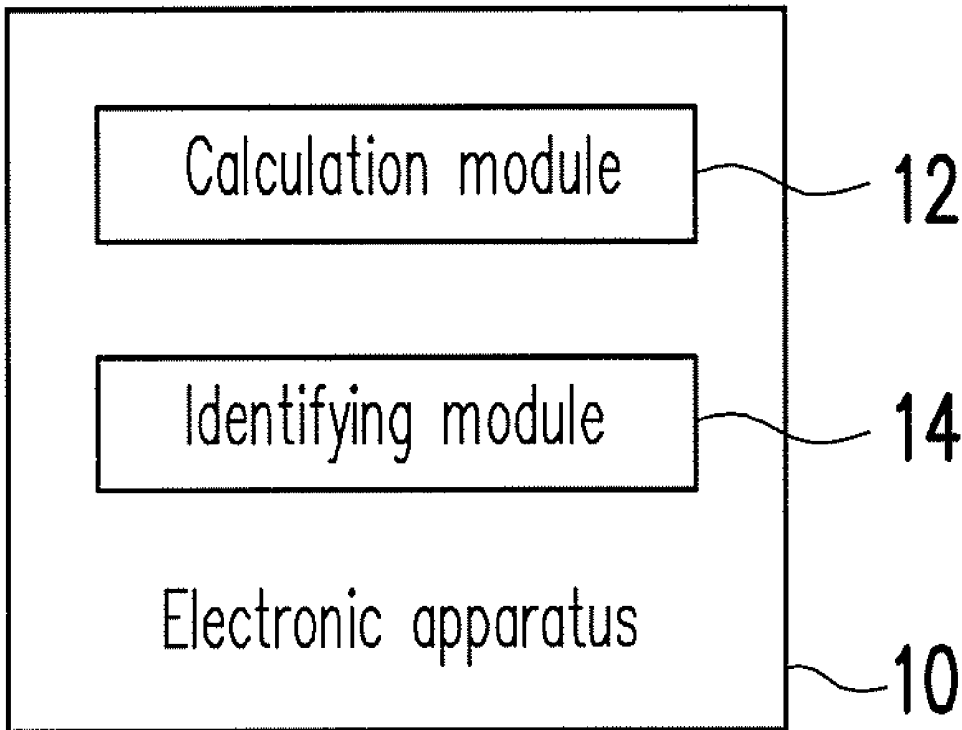 Calculation module 12
Identifying module 14
Electronic apparatus
10